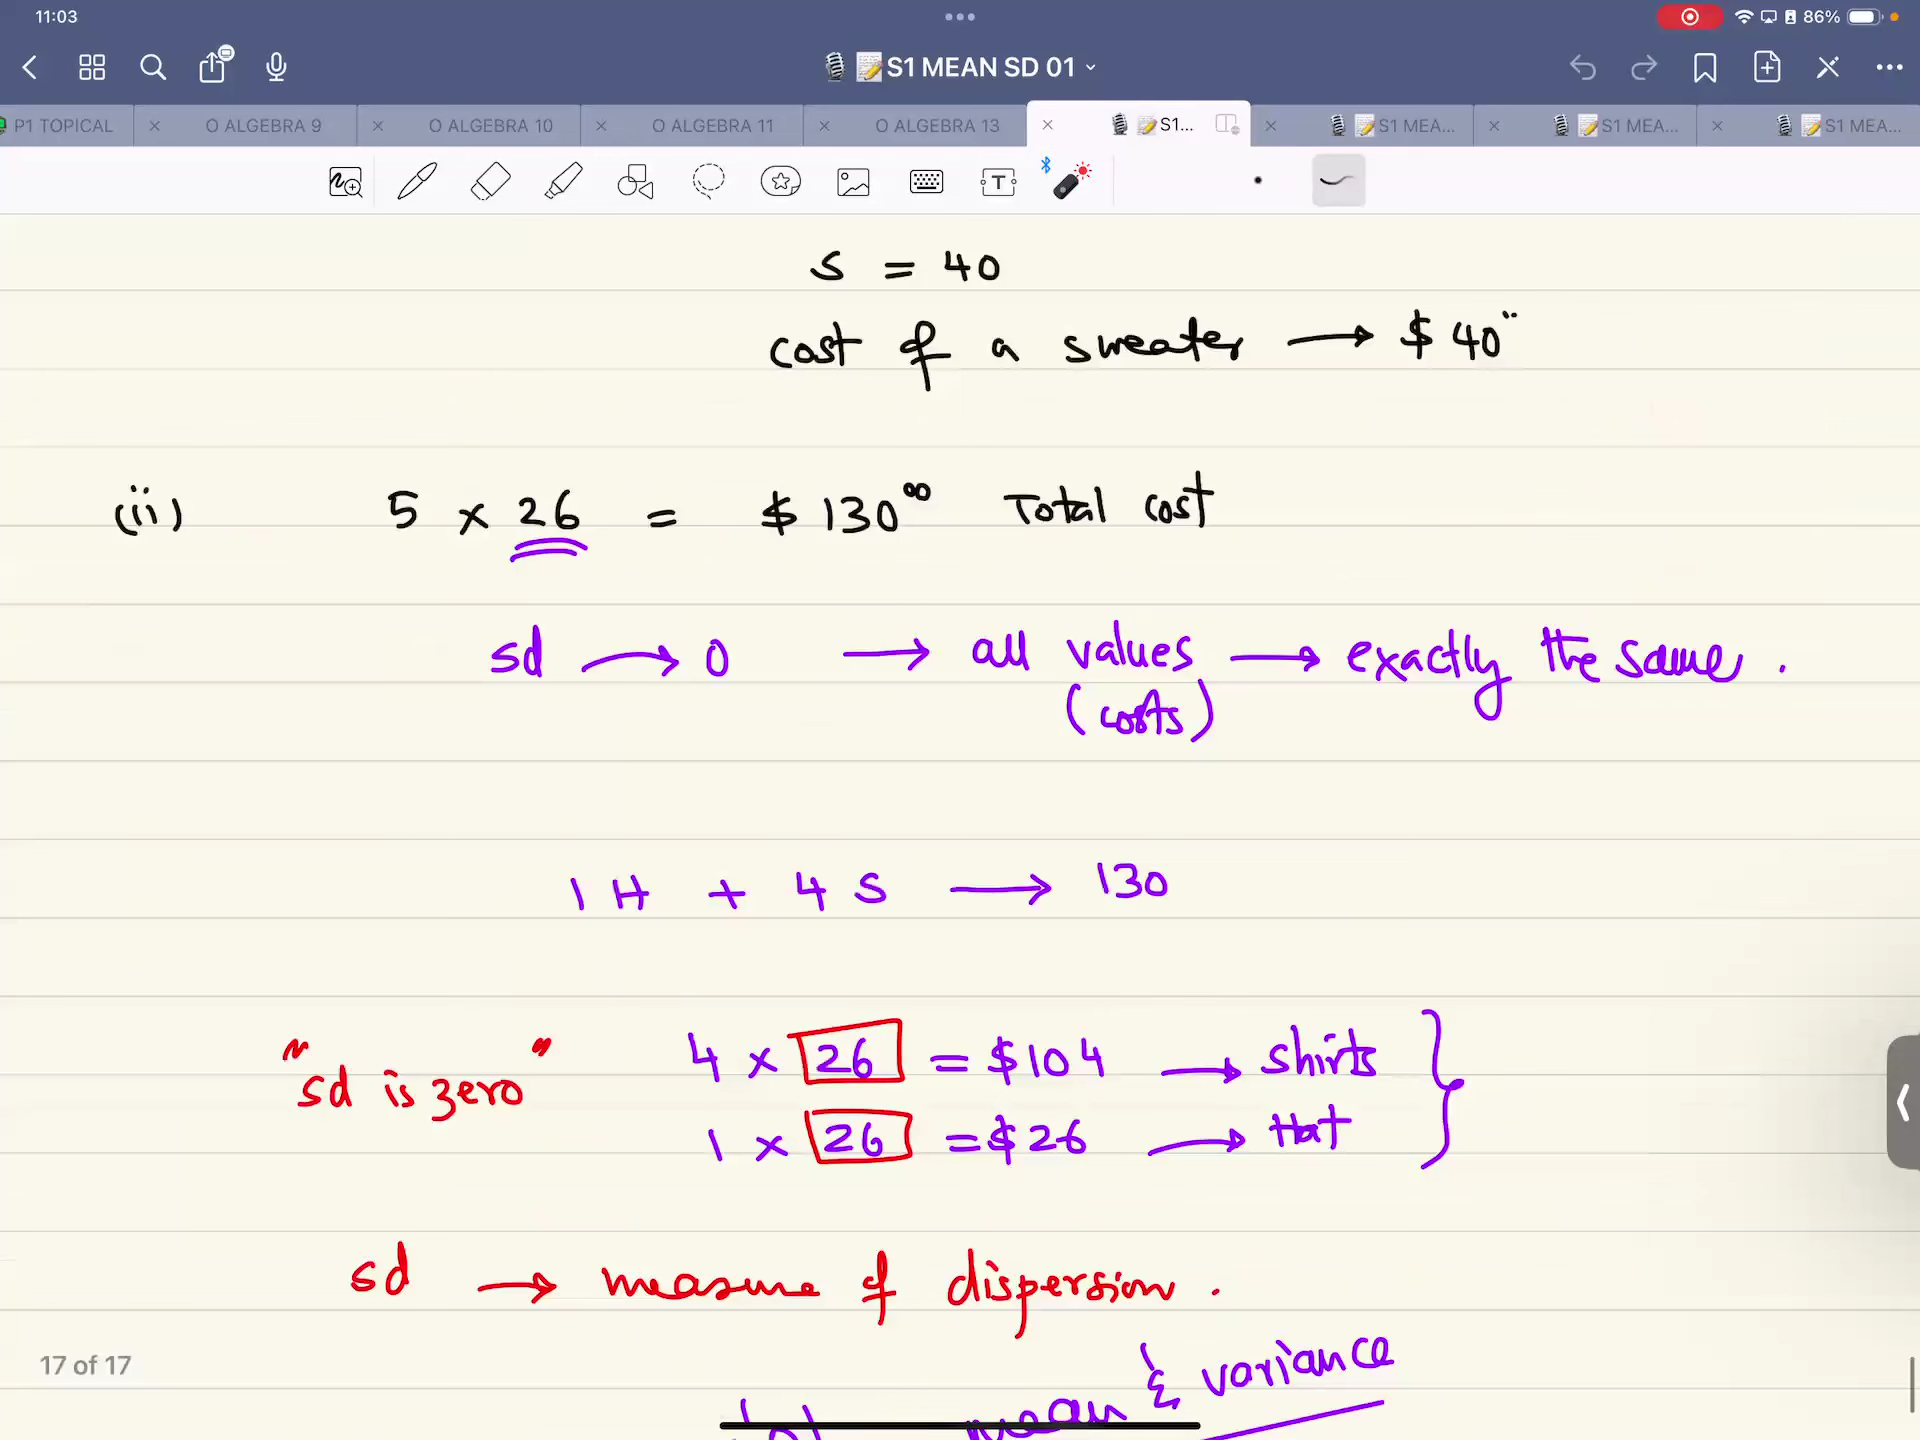 11:03
86%
S1 MEAN SD 01
P1 TOPICAL
O ALGEBRA 9
O ALGEBRA 10
O ALGEBRA 11
O ALGEBRA 13
S1...
S1 MEA...
S1 MEA...
S1 MEA...
T
s = 40
cost of a sweater → $ 40
(ii) 5 x 26 = $ 130.00 Total cost
sd → 0 → all values → exactly the same.
(costs)
1 H + 4 S → 130
"sd is zero" 4 x 26 = $104 → shirts
1 x 26 = $26 → Hat
sd → measure of dispersion.
mean & variance
17 of 17